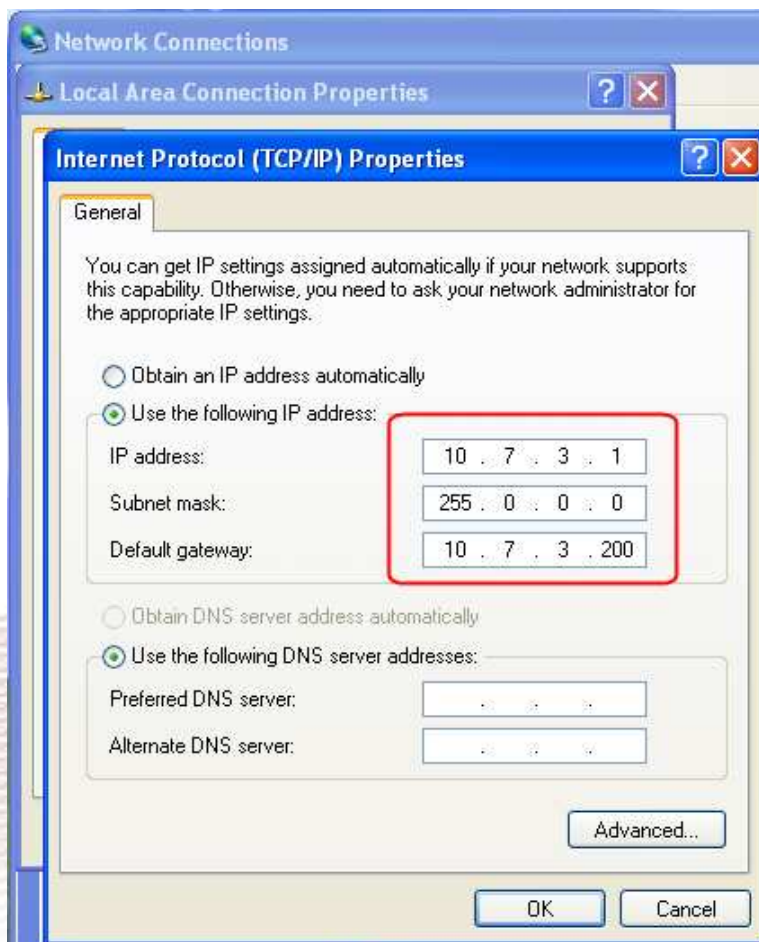 Network Connections
Local Area Connection Properties
Internet Protocol (TCP/IP) Properties
General
You can get IP settings assigned automatically if your network supports
this capability. Otherwise, you need to ask your network administrator for
the appropriate IP settings.
Obtain an IP address automatically
Use the following IP address:
IP address: 10 . 7 . 3 . 1
Subnet mask: 255 . 0 . 0 . 0
Default gateway: 10 . 7 . 3 . 200
Obtain DNS server address automatically
Use the following DNS server addresses:
Preferred DNS server: . . .
Alternate DNS server: . . .
Advanced...
OK Cancel